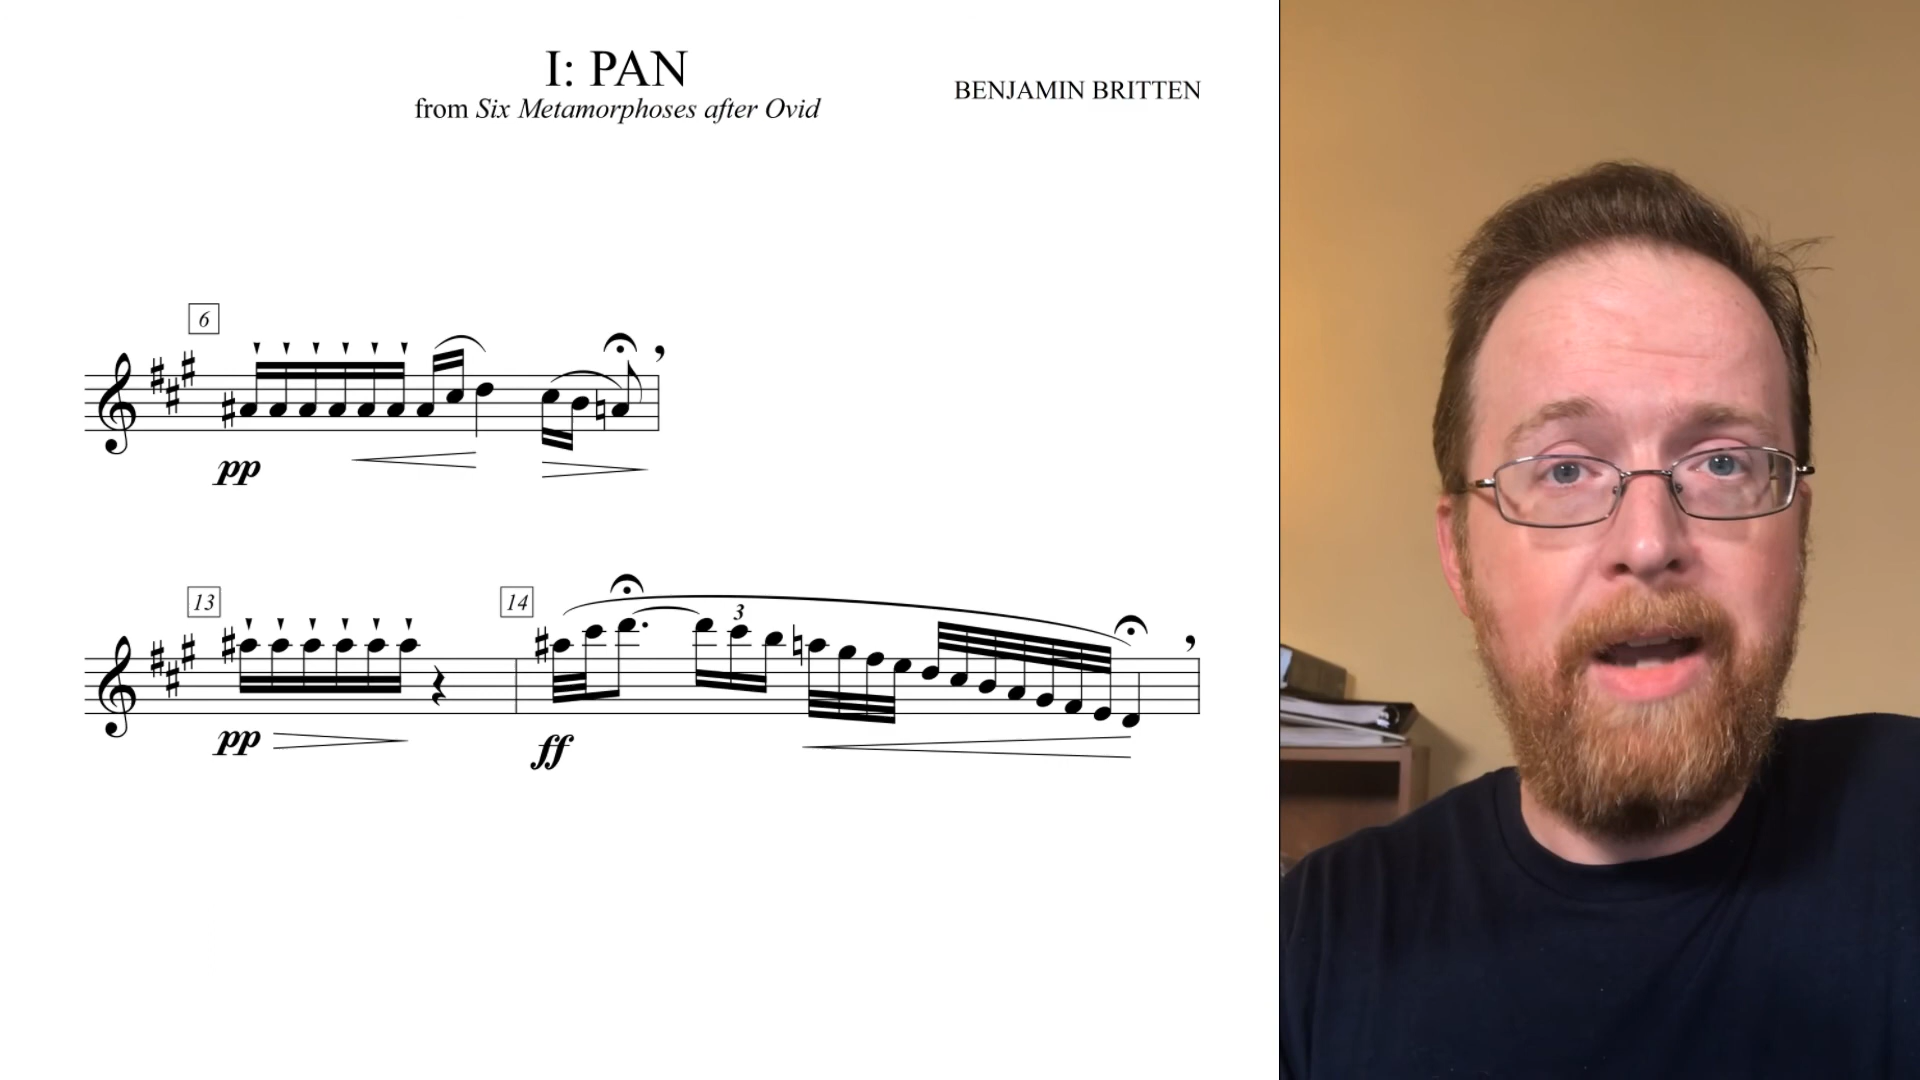 I: PAN
from Six Metamorphoses after Ovid
BENJAMIN BRITTEN
6
pp
13
14
3
pp
ff